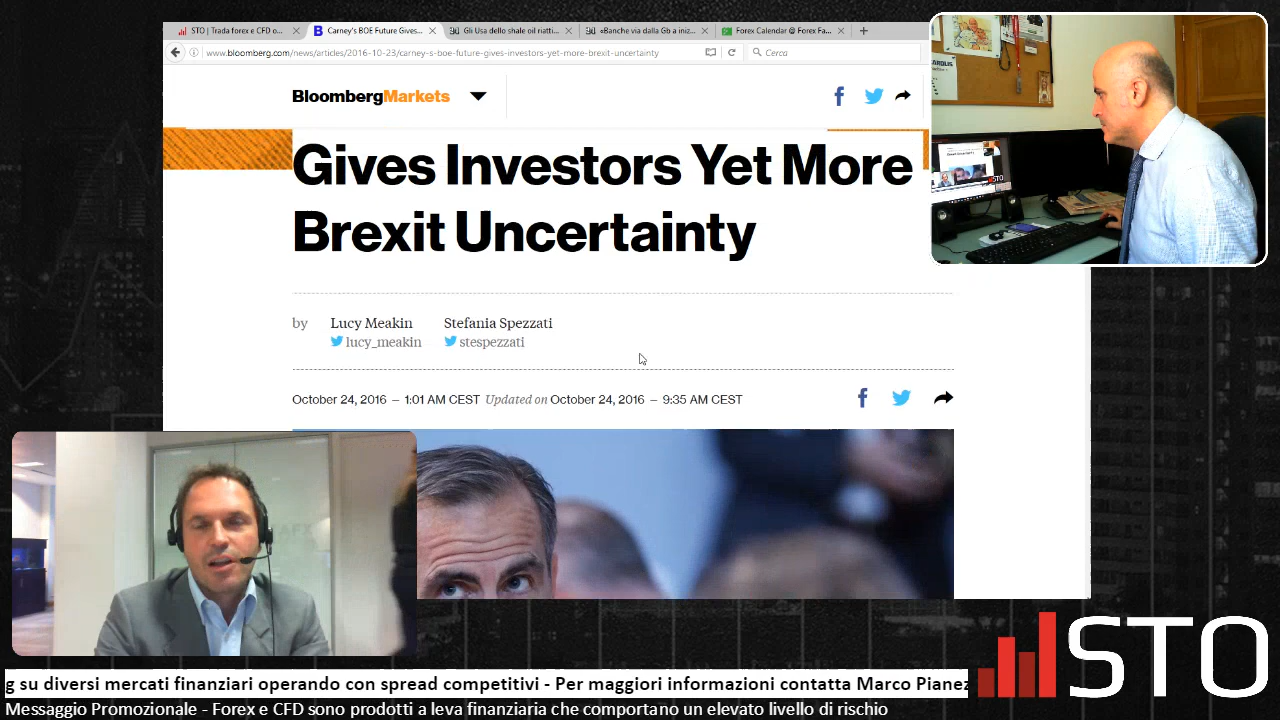 STO | Trada forex e CFD o...
Carney's BOE Future Gives...
Gli Usa dello shale oil riatti...
«Banche via dalla Gb a iniz...
Forex Calendar @ Forex Fa...
www.bloomberg.com/news/articles/2016-10-23/carney-s-boe-future-gives-investors-yet-more-brexit-uncertainty
Cerca
BloombergMarkets
Gives Investors Yet More
Brexit Uncertainty
by Lucy Meakin Stefania Spezzati
lucy_meakin stespezzati
October 24, 2016 — 1:01 AM CEST Updated on October 24, 2016 — 9:35 AM CEST
STO
STO
g su diversi mercati finanziari operando con spread competitivi - Per maggiori informazioni contatta Marco Pianez
Messaggio Promozionale - Forex e CFD sono prodotti a leva finanziaria che comportano un elevato livello di rischio